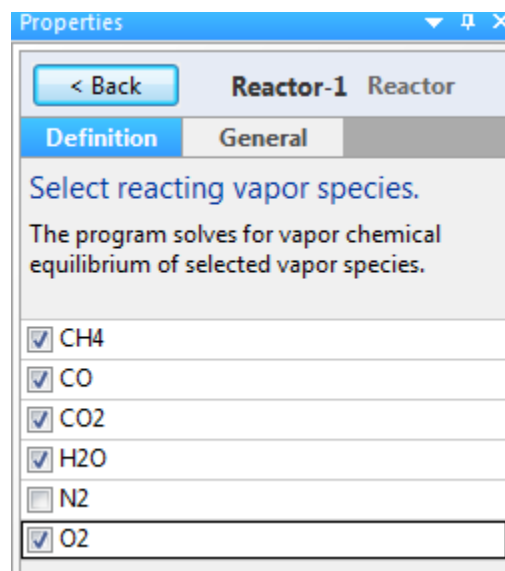 Properties
< Back Reactor-1 Reactor
Definition General
Select reacting vapor species.
The program solves for vapor chemical
equilibrium of selected vapor species.
CH4
CO
CO2
H2O
N2
O2